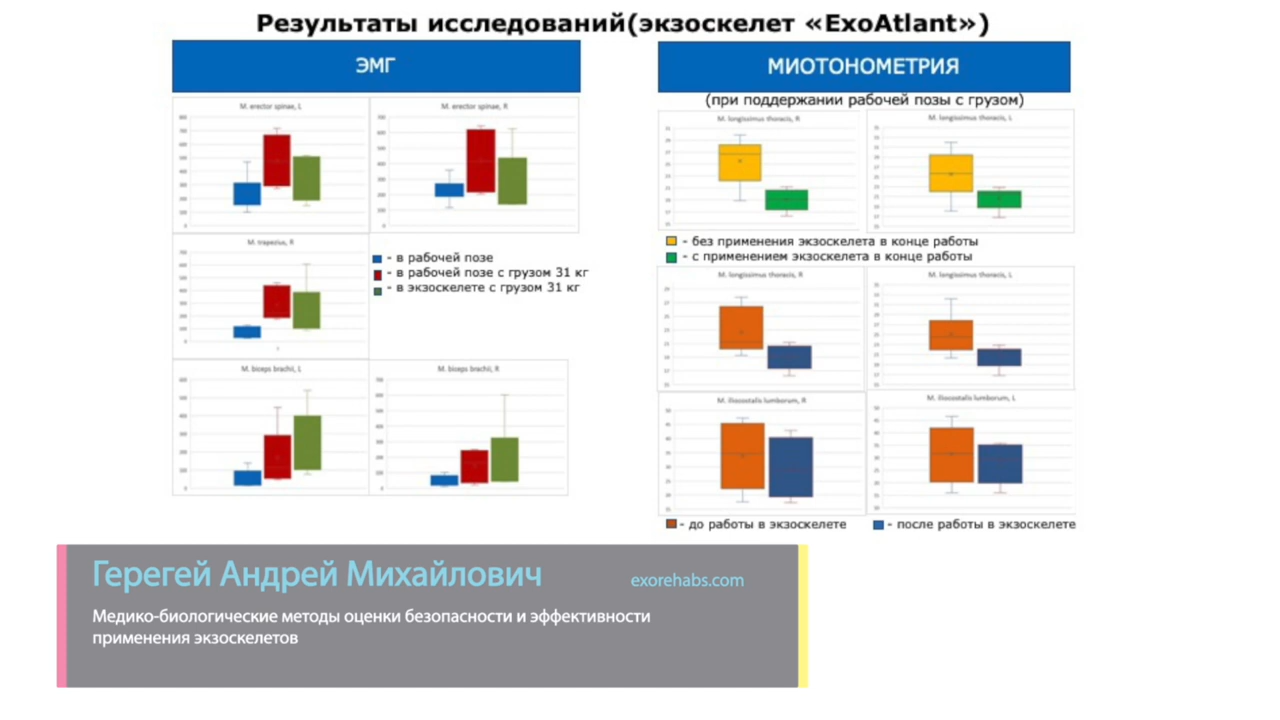 Результаты исследований(экзоскелет «ExoAtlant»)
ЭМГ
M. erector spinae, L
M. erector spinae, R
M. trapezius, R
- в рабочей позе
- в рабочей позе с грузом 31 кг
- в экзоскелете с грузом 31 кг
M. biceps brachii, L
M. biceps brachii, R
МИОТОНОМЕТРИЯ
(при поддержании рабочей позы с грузом)
M. longissimus thoracis, R
M. longissimus thoracis, L
- без применения экзоскелета в конце работы
- с применением экзоскелета в конце работы
M. longissimus thoracis, R
M. longissimus thoracis, L
M. iliocostalis lumborum, R
M. iliocostalis lumborum, L
- до работы в экзоскелете
- после работы в экзоскелете
Герегей Андрей Михайлович
exorehabs.com
Медико-биологические методы оценки безопасности и эффективности
применения экзоскелетов